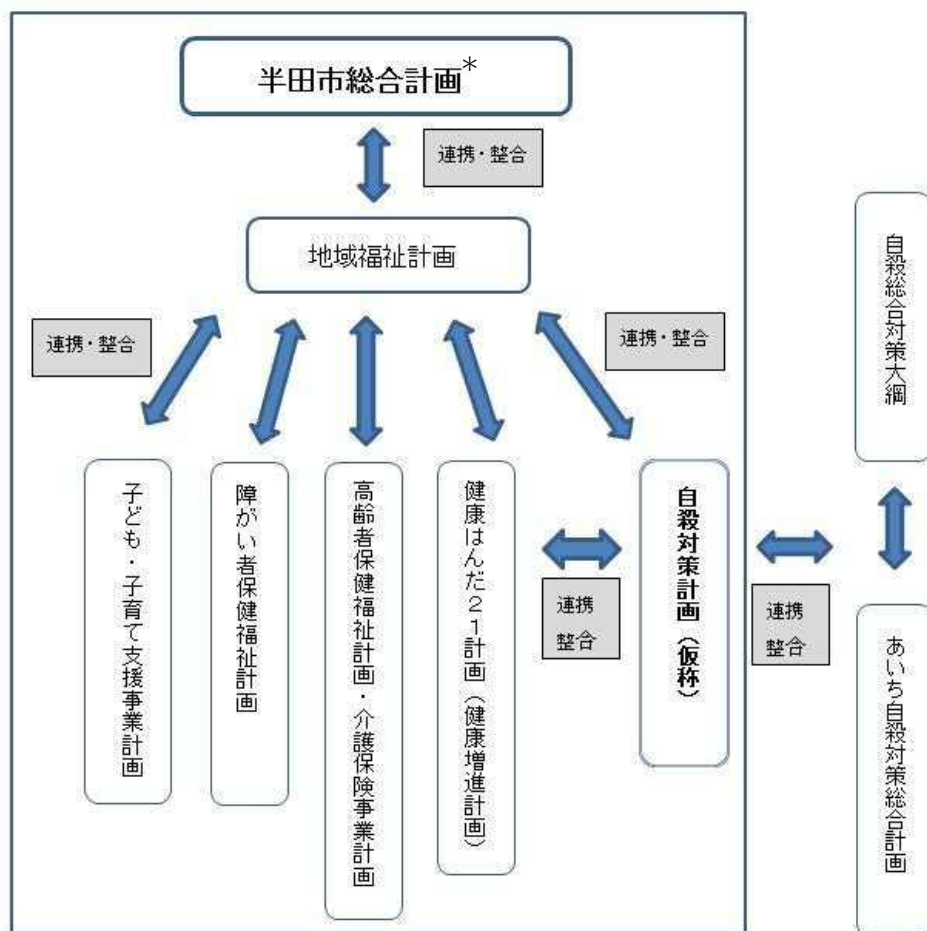 半田市総合計画*
連携・整合
地域福祉計画
連携・整合
連携・整合
子ども・子育て支援事業計画
障がい者保健福祉計画
高齢者保健福祉計画・介護保険事業計画
健康はんだ21計画(健康増進計画)
連携
整合
自殺対策計画(仮称)
連携
整合
自殺総合対策大綱
あいち自殺対策総合計画